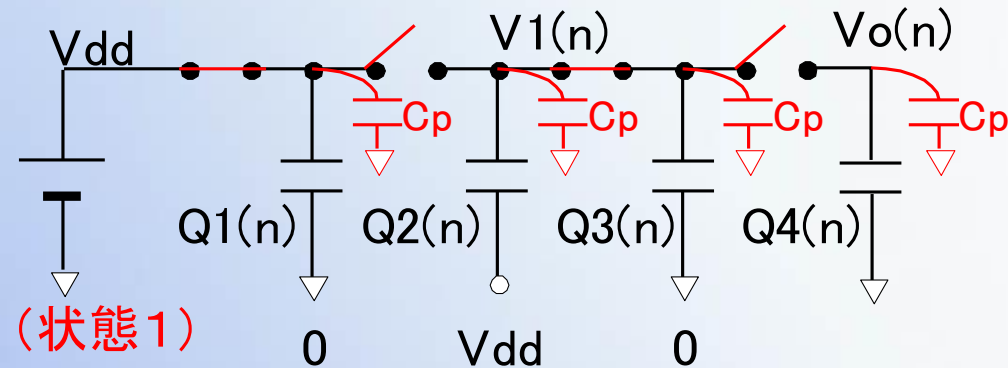 Vdd V1(n) Vo(n)
Cp Cp Cp Cp
Q1(n) Q2(n) Q3(n) Q4(n)
(状態1)
0 Vdd 0